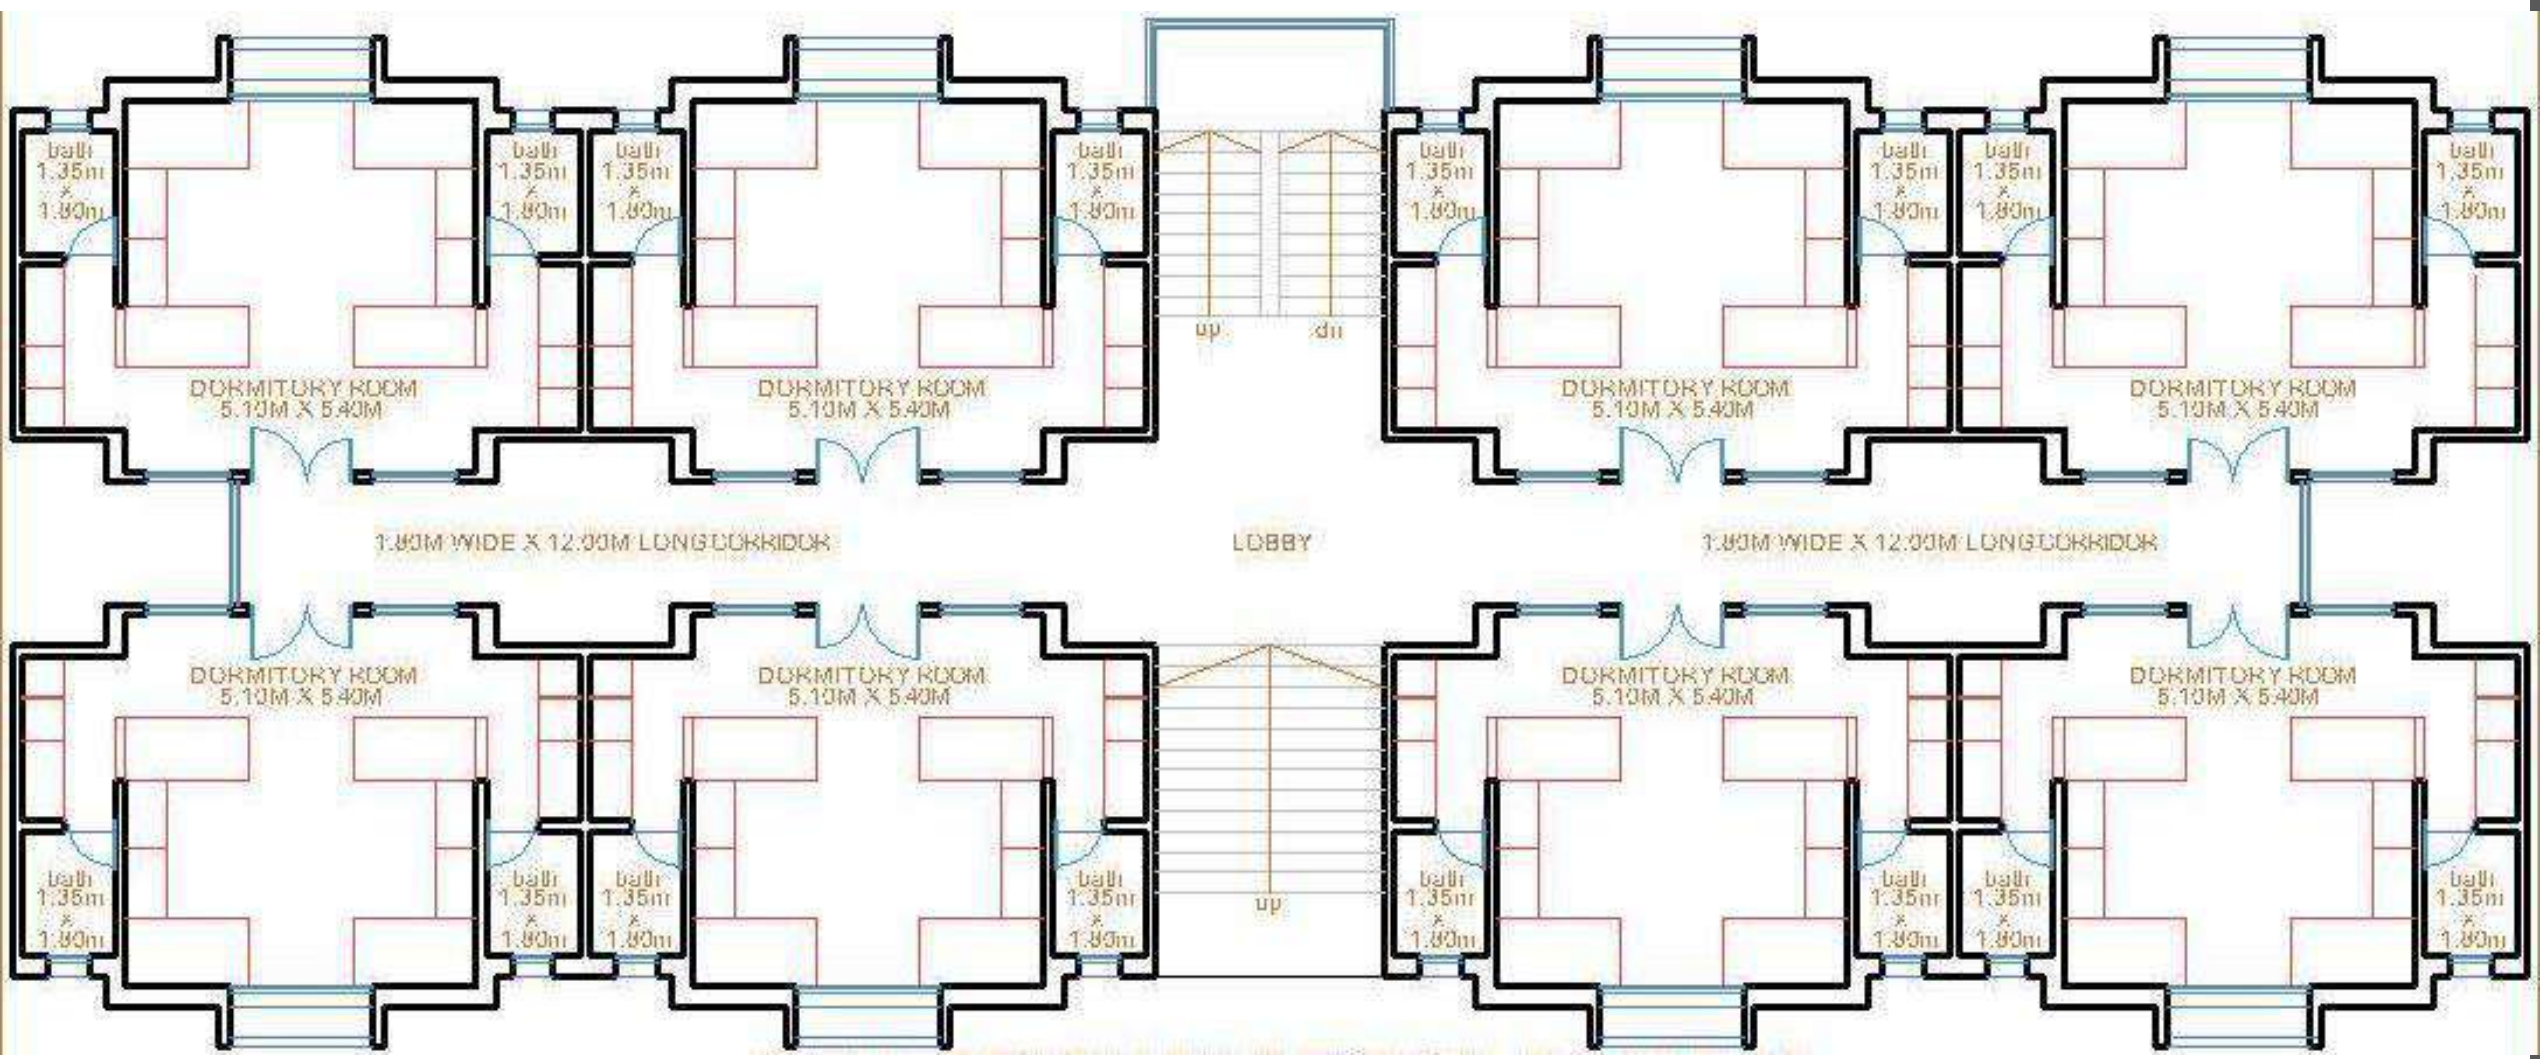 bath bath bath bath bath bath bath bath
1.35m 1.35m 1.35m 1.35m 1.35m 1.35m 1.35m 1.35m
x x x x x x x x
1.80m 1.80m 1.80m 1.80m 1.80m 1.80m 1.80m 1.80m
up dn
DORMITORY ROOM DORMITORY ROOM DORMITORY ROOM DORMITORY ROOM
5.10M X 5.40M 5.10M X 5.40M 5.10M X 5.40M 5.10M X 5.40M
1.80M WIDE X 12.00M LONG CORRIDOR LOBBY 1.80M WIDE X 12.00M LONG CORRIDOR
DORMITORY ROOM DORMITORY ROOM DORMITORY ROOM DORMITORY ROOM
5.10M X 5.40M 5.10M X 5.40M 5.10M X 5.40M 5.10M X 5.40M
bath bath bath bath bath bath bath bath
1.35m 1.35m 1.35m 1.35m 1.35m 1.35m 1.35m 1.35m
x x x x x x x x
up
1.80m 1.80m 1.80m 1.80m 1.80m 1.80m 1.80m 1.80m